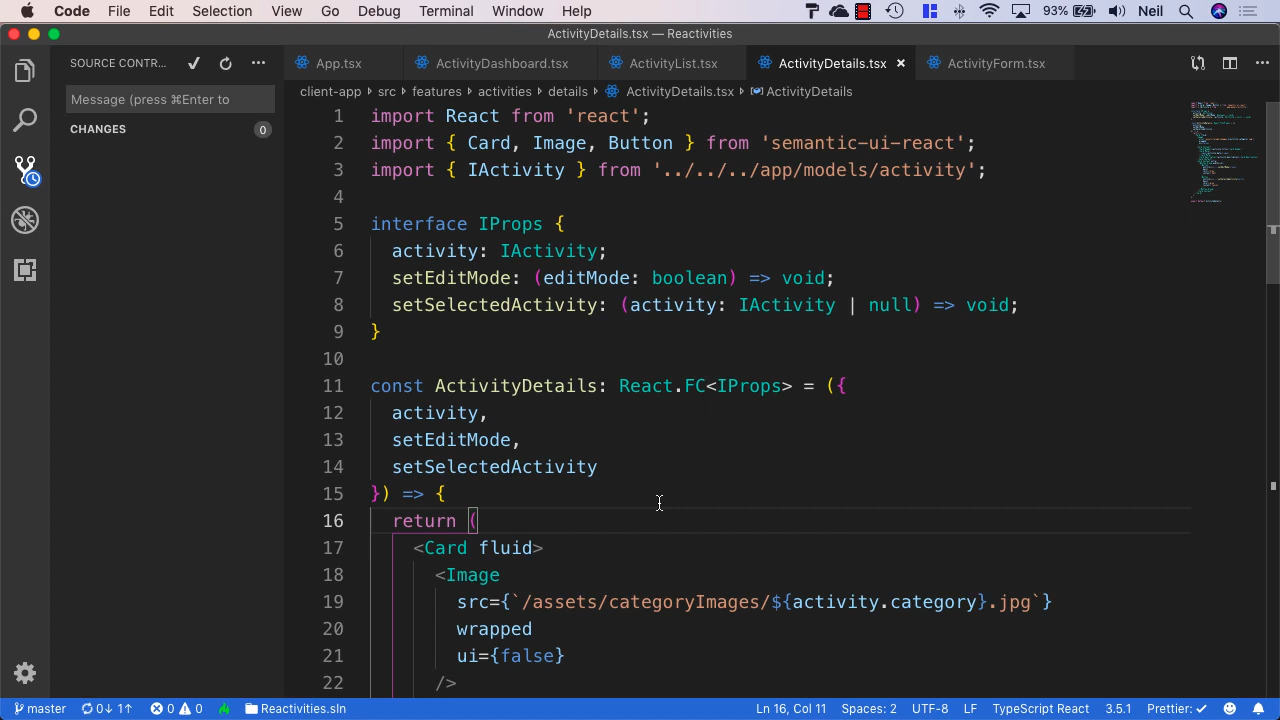 Code File Edit Selection View Go Debug Terminal Window Help 93% Neil
ActivityDetails.tsx — Reactivities
SOURCE CONTR...
App.tsx ActivityDashboard.tsx ActivityList.tsx ActivityDetails.tsx ActivityForm.tsx
Message (press ⌘Enter to
CHANGES 0
client-app › src › features › activities › details › ActivityDetails.tsx › ActivityDetails
1 import React from 'react';
2 import { Card, Image, Button } from 'semantic-ui-react';
3 import { IActivity } from '../../../app/models/activity';
4
5 interface IProps {
6 activity: IActivity;
7 setEditMode: (editMode: boolean) => void;
8 setSelectedActivity: (activity: IActivity | null) => void;
9 }
10
11 const ActivityDetails: React.FC<IProps> = ({
12 activity,
13 setEditMode,
14 setSelectedActivity
15 }) => {
16 return (
17 <Card fluid>
18 <Image
19 src={`/assets/categoryImages/${activity.category}.jpg`}
20 wrapped
21 ui={false}
22 />
master 0↓ 1↑ 0 0 Reactivities.sln Ln 16, Col 11 Spaces: 2 UTF-8 LF TypeScript React 3.5.1 Prettier: ✓